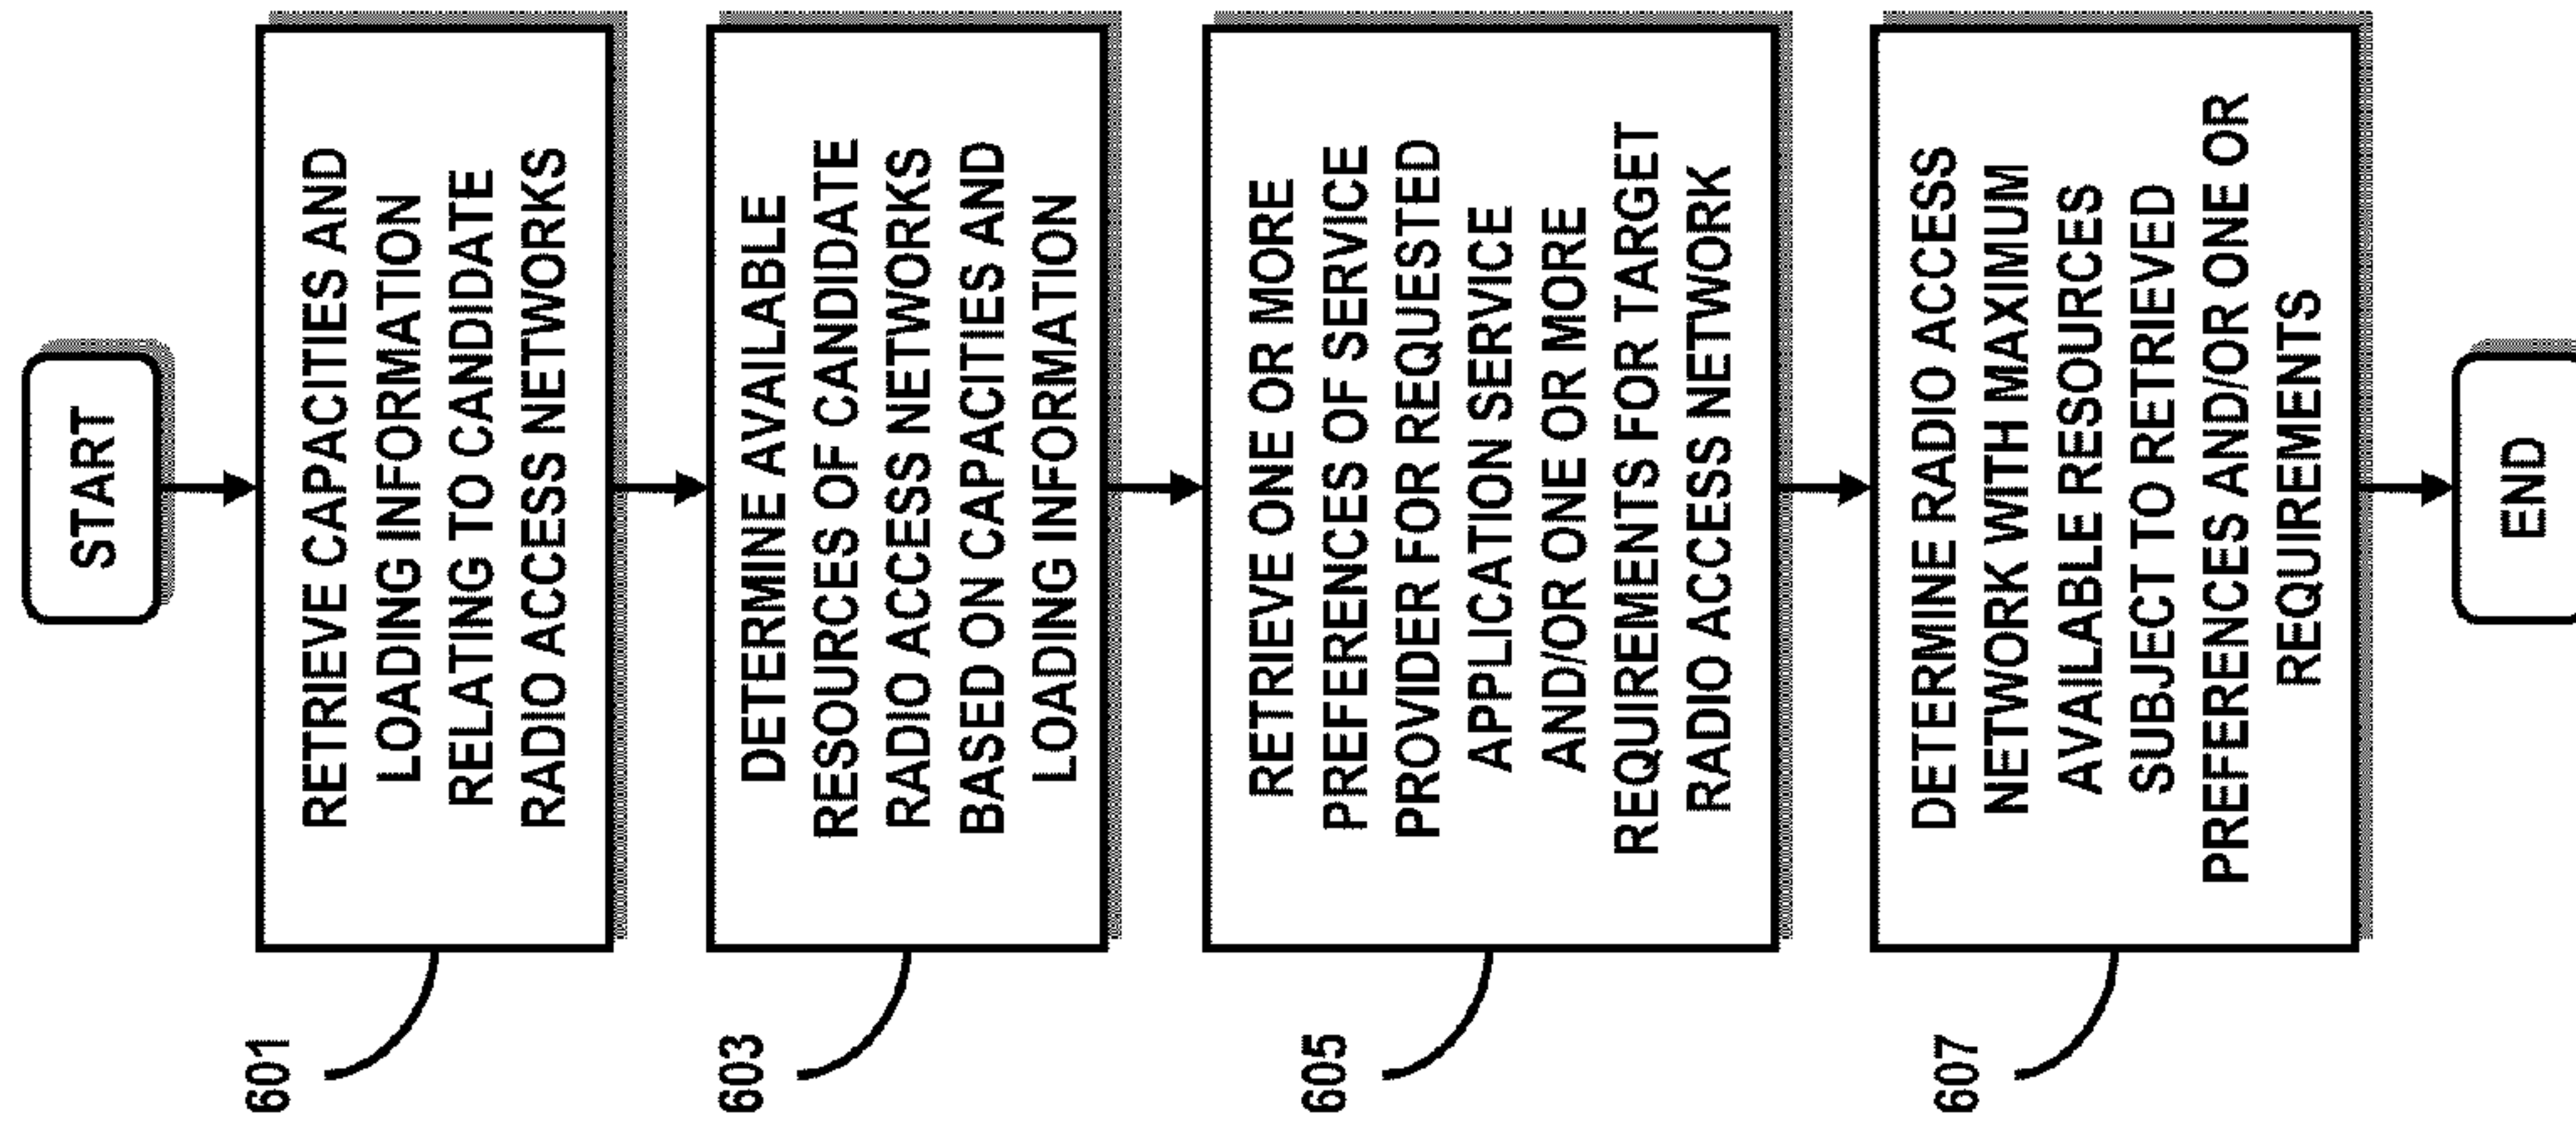 START
601
RETRIEVE CAPACITIES AND
LOADING INFORMATION
RELATING TO CANDIDATE
RADIO ACCESS NETWORKS
603
DETERMINE AVAILABLE
RESOURCES OF CANDIDATE
RADIO ACCESS NETWORKS
BASED ON CAPACITIES AND
LOADING INFORMATION
605
RETRIEVE ONE OR MORE
PREFERENCES OF SERVICE
PROVIDER FOR REQUESTED
APPLICATION SERVICE
AND/OR ONE OR MORE
REQUIREMENTS FOR TARGET
RADIO ACCESS NETWORK
607
DETERMINE RADIO ACCESS
NETWORK WITH MAXIMUM
AVAILABLE RESOURCES
SUBJECT TO RETRIEVED
PREFERENCES AND/OR ONE OR
REQUIREMENTS
END